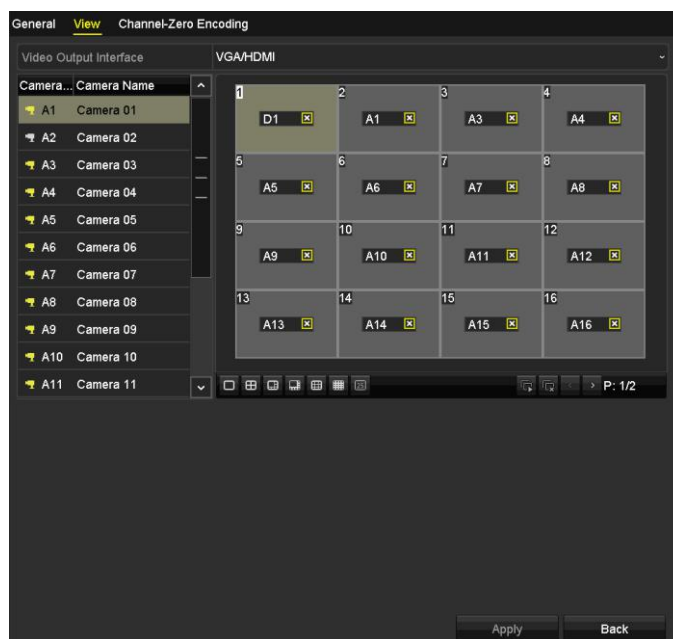 General View Channel-Zero Encoding
Video Output Interface VGA/HDMI
Camera... Camera Name
A1 Camera 01
A2 Camera 02
A3 Camera 03
A4 Camera 04
A5 Camera 05
A6 Camera 06
A7 Camera 07
A8 Camera 08
A9 Camera 09
A10 Camera 10
A11 Camera 11
1 2 3 4
D1 A1 A3 A4
5 6 7 8
A5 A6 A7 A8
9 10 11 12
A9 A10 A11 A12
13 14 15 16
A13 A14 A15 A16
P: 1/2
Apply Back